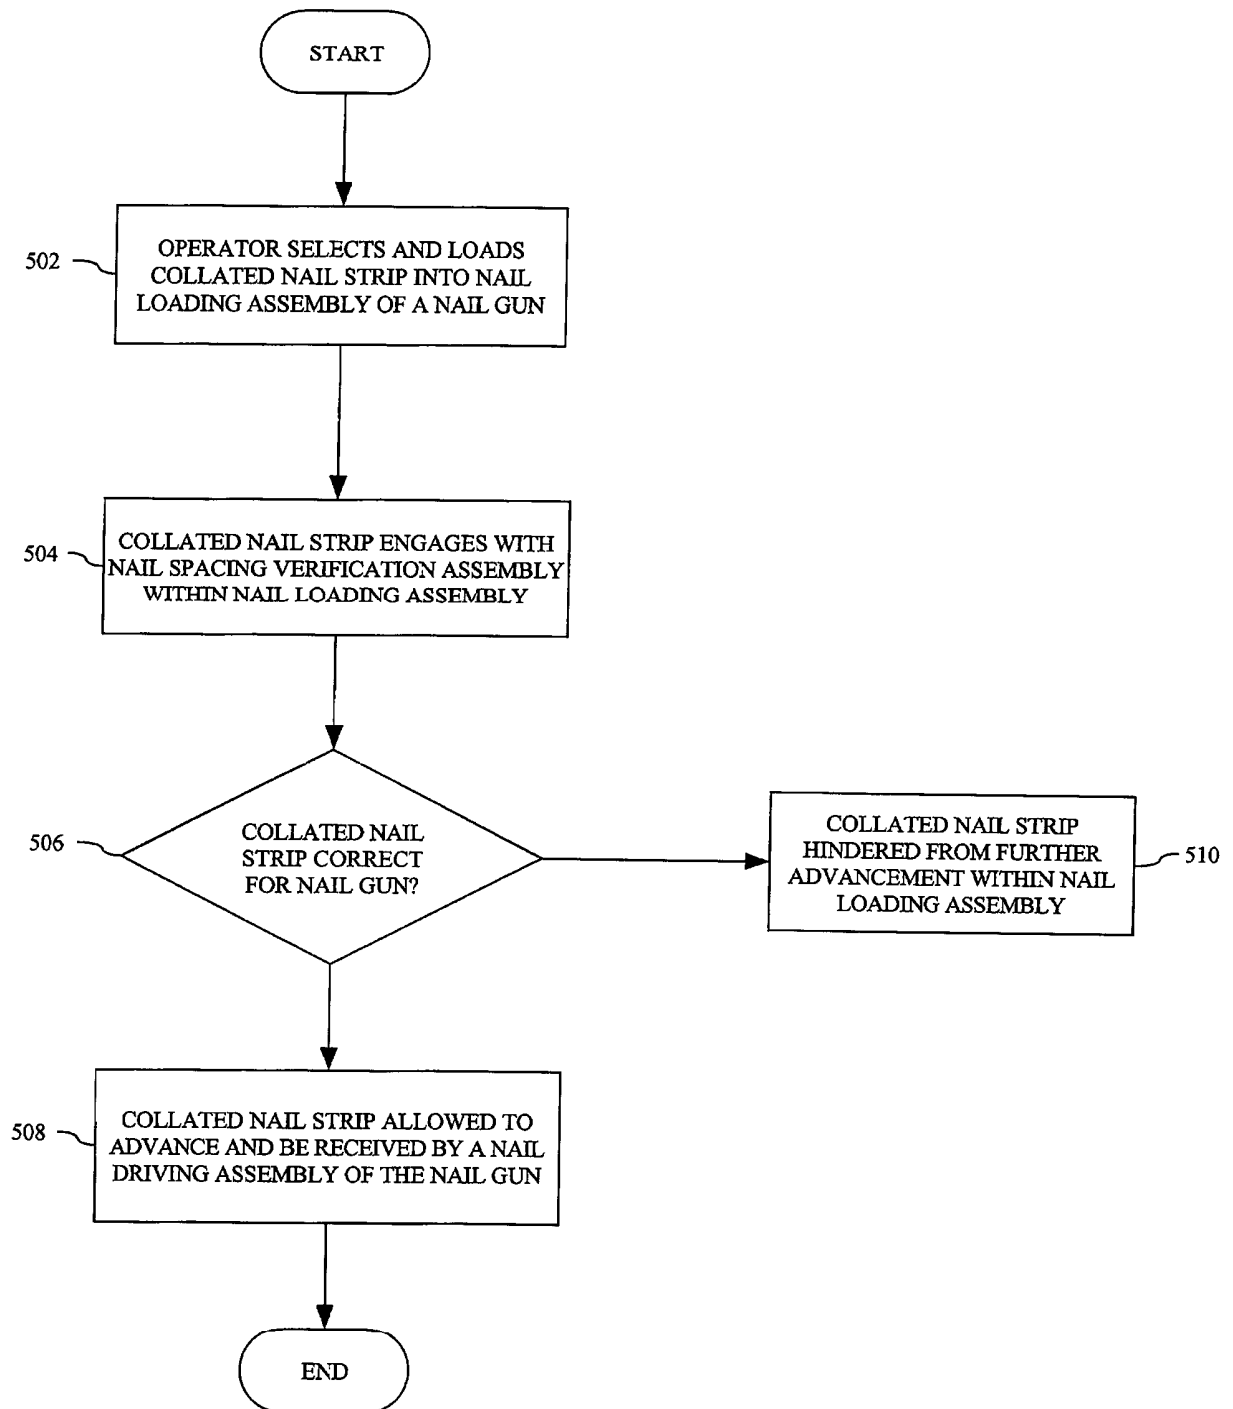 START
502
OPERATOR SELECTS AND LOADS
COLLATED NAIL STRIP INTO NAIL
LOADING ASSEMBLY OF A NAIL GUN
504
COLLATED NAIL STRIP ENGAGES WITH
NAIL SPACING VERIFICATION ASSEMBLY
WITHIN NAIL LOADING ASSEMBLY
506
COLLATED NAIL
STRIP CORRECT
FOR NAIL GUN?
COLLATED NAIL STRIP
HINDERED FROM FURTHER
ADVANCEMENT WITHIN NAIL
LOADING ASSEMBLY
510
508
COLLATED NAIL STRIP ALLOWED TO
ADVANCE AND BE RECEIVED BY A NAIL
DRIVING ASSEMBLY OF THE NAIL GUN
END